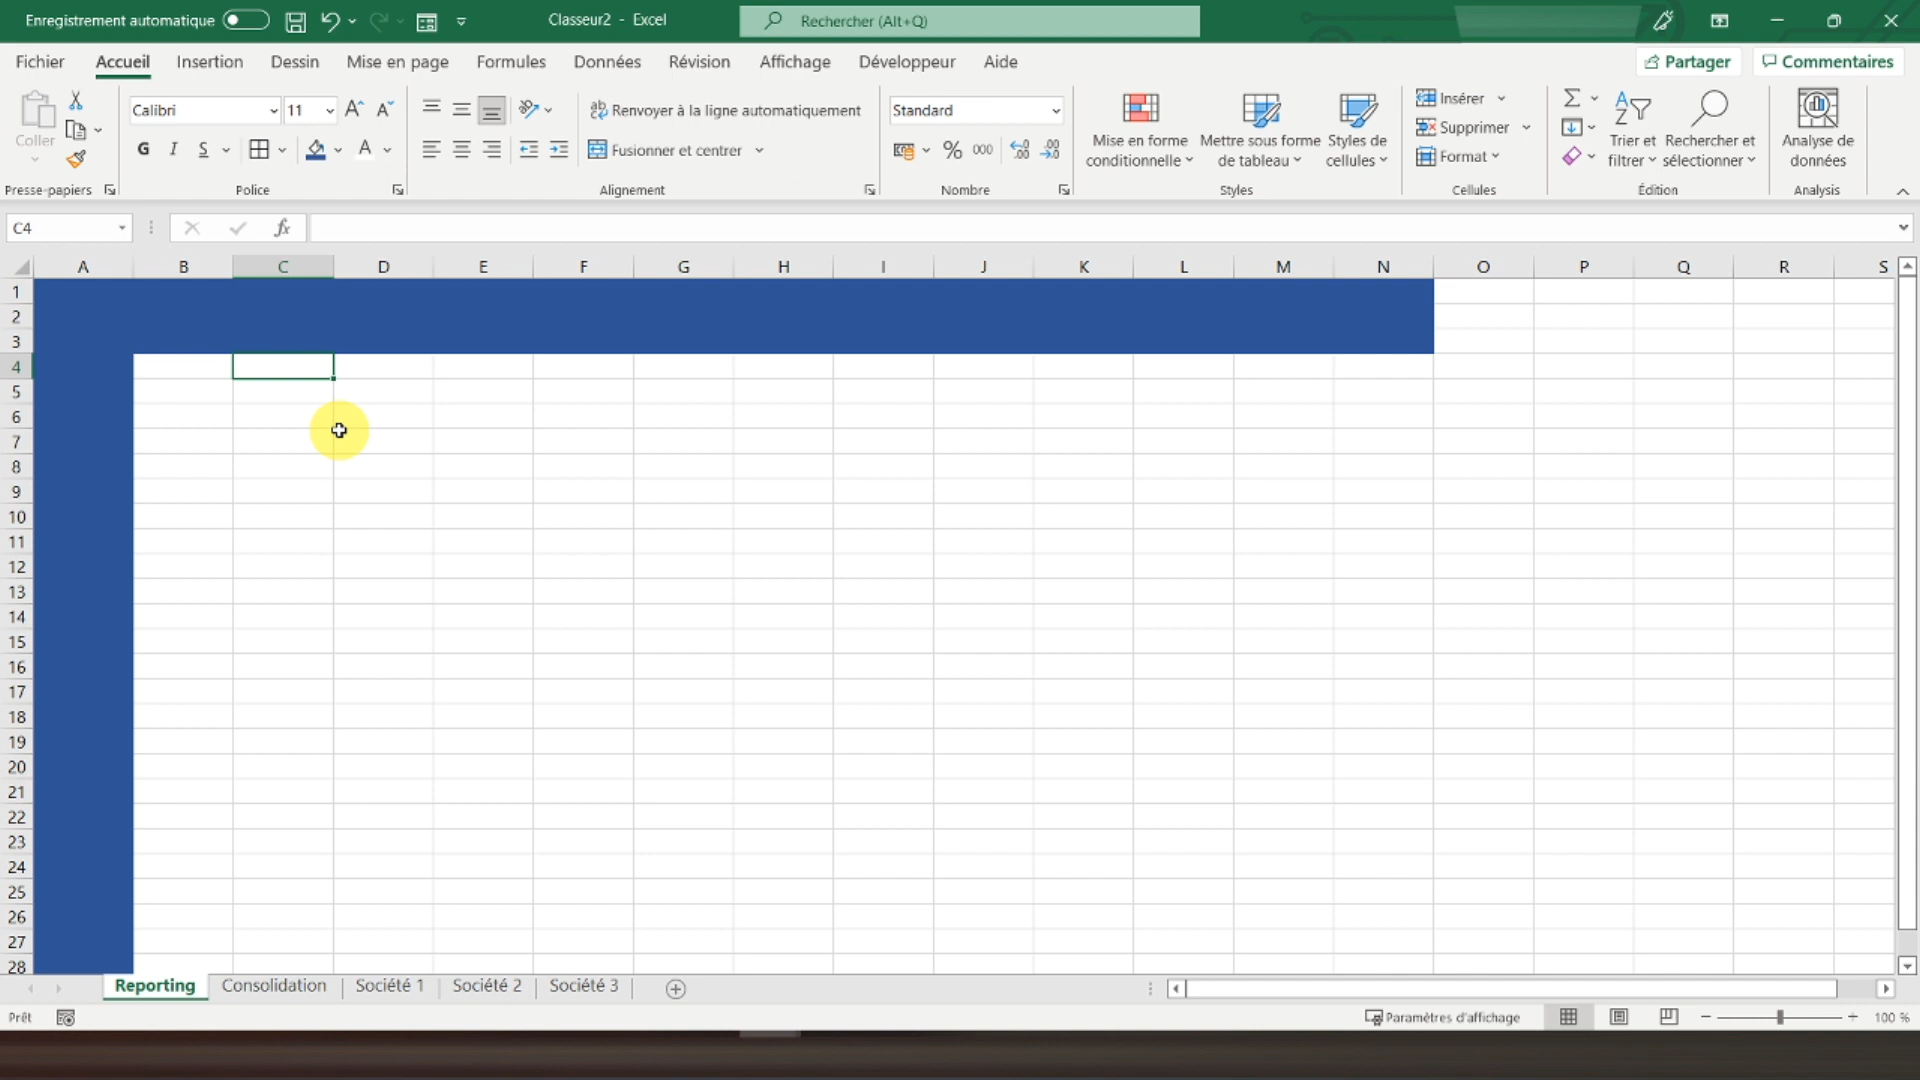 Enregistrement automatique
Classeur2 - Excel
Rechercher (Alt+Q)
Fichier
Accueil
Insertion
Dessin
Mise en page
Formules
Données
Révision
Affichage
Développeur
Aide
Partager
Commentaires
Coller
Presse-papiers
Calibri
11
G I S
Police
Renvoyer à la ligne automatiquement
Fusionner et centrer
Alignement
Standard
% 000
Nombre
Mise en forme
conditionnelle
Mettre sous forme
de tableau
Styles de
cellules
Styles
Insérer
Supprimer
Format
Cellules
Trier et
filtrer
Rechercher et
sélectionner
Édition
Analyse de
données
Analysis
C4
fx
A B C D E F G H I J K L M N O P Q R S
1
2
3
4
5
6
7
8
9
10
11
12
13
14
15
16
17
18
19
20
21
22
23
24
25
26
27
28
Reporting
Consolidation
Société 1
Société 2
Société 3
Prêt
Paramètres d'affichage
100 %